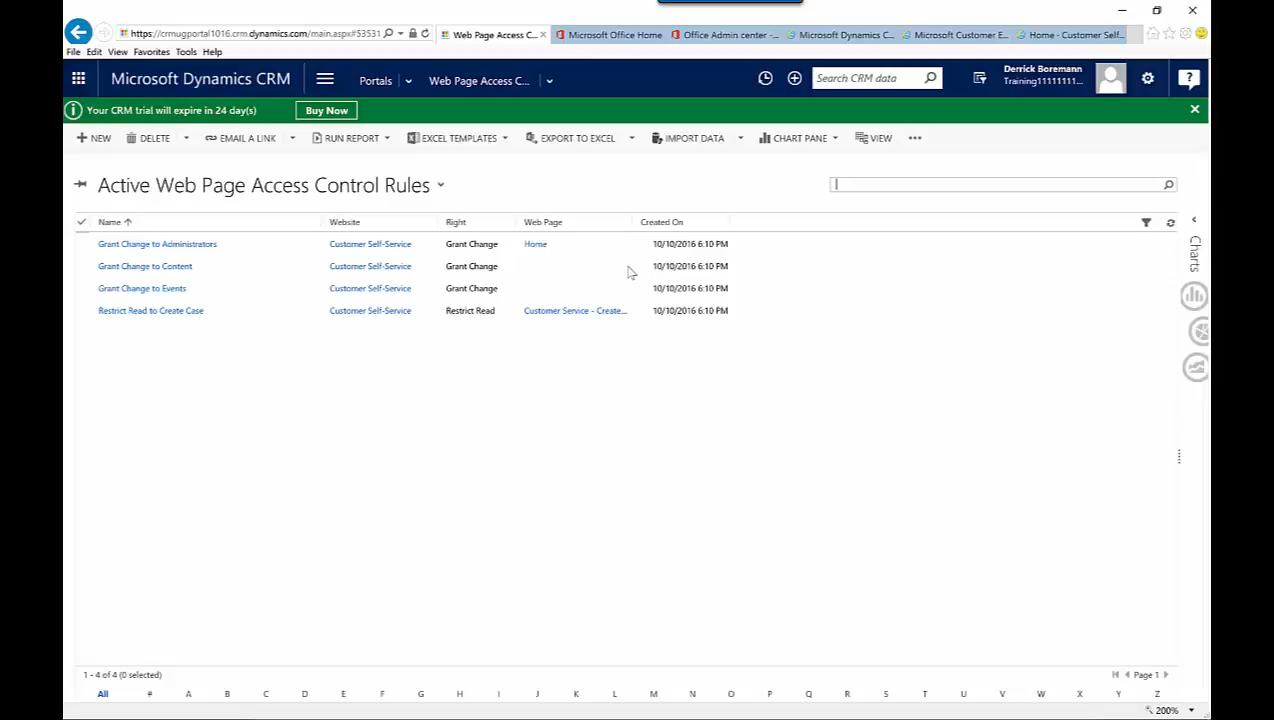 https://crmugportal1016.crm.dynamics.com/main.aspx#53531
Web Page Access C...
Microsoft Office Home
Office Admin center -...
Microsoft Dynamics C...
Microsoft Customer E...
Home - Customer Self...
File Edit View Favorites Tools Help
Microsoft Dynamics CRM
Portals
Web Page Access C...
Search CRM data
Derrick Boremann
Training11111111...
Your CRM trial will expire in 24 day(s)
Buy Now
NEW
DELETE
EMAIL A LINK
RUN REPORT
EXCEL TEMPLATES
EXPORT TO EXCEL
IMPORT DATA
CHART PANE
VIEW
Active Web Page Access Control Rules
Name Website Right Web Page Created On
Grant Change to Administrators Customer Self-Service Grant Change Home 10/10/2016 6:10 PM
Grant Change to Content Customer Self-Service Grant Change 10/10/2016 6:10 PM
Grant Change to Events Customer Self-Service Grant Change 10/10/2016 6:10 PM
Restrict Read to Create Case Customer Self-Service Restrict Read Customer Service - Create... 10/10/2016 6:10 PM
Charts
1 - 4 of 4 (0 selected)
Page 1
All # A B C D E F G H I J K L M N O P Q R S T U V W X Y Z
200%